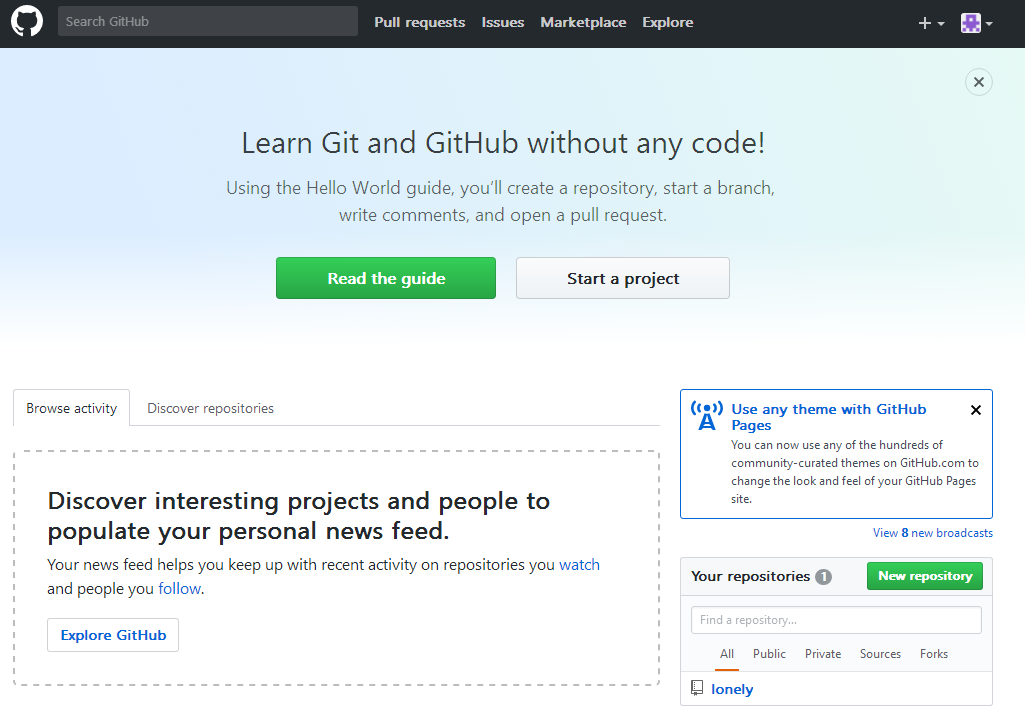 Search GitHub
Pull requests
Issues
Marketplace
Explore
Learn Git and GitHub without any code!
Using the Hello World guide, you'll create a repository, start a branch,
write comments, and open a pull request.
Read the guide
Start a project
Browse activity
Discover repositories
Discover interesting projects and people to
populate your personal news feed.
Your news feed helps you keep up with recent activity on repositories you watch
and people you follow.
Explore GitHub
Use any theme with GitHub
Pages
You can now use any of the hundreds of
community-curated themes on GitHub.com to
change the look and feel of your GitHub Pages
site.
View 8 new broadcasts
Your repositories 1
New repository
Find a repository...
All
Public
Private
Sources
Forks
lonely